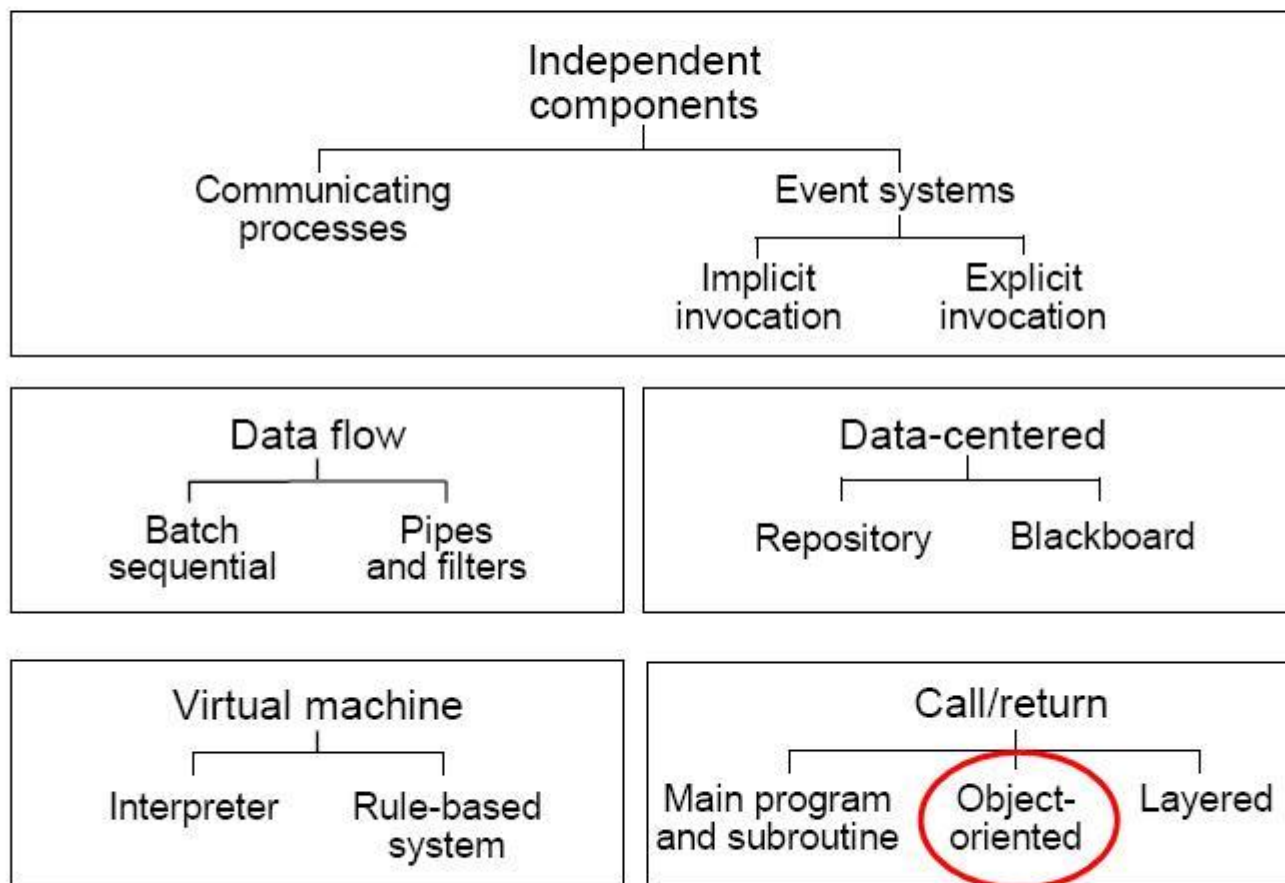 Independent
components
Communicating
processes
Event systems
Implicit
invocation
Explicit
invocation
Data flow
Batch
sequential
Pipes
and filters
Data-centered
Repository
Blackboard
Virtual machine
Interpreter
Rule-based
system
Call/return
Main program
and subroutine
Object-
oriented
Layered